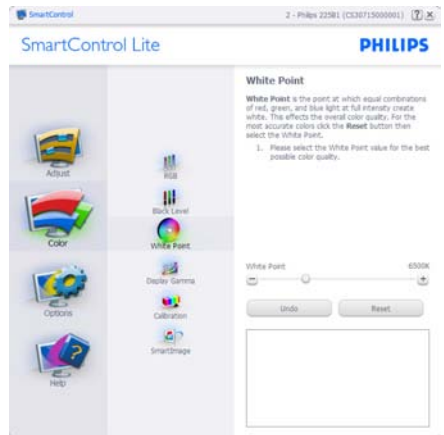 SmartControl
2 - Philips 225B1 (CS30715000001)
SmartControl Lite
PHILIPS
Adjust
Color
Options
Help
RGB
Black Level
White Point
Display Gamma
Calibration
SmartImage
White Point
White Point is the point at which equal combinations
of red, green, and blue light at full intensity create
white. This effects the overall color quality. For the
most accurate colors click the Reset button then
select the White Point.
1. Please select the White Point value for the best
possible color quality.
White Point
6500K
Undo
Reset